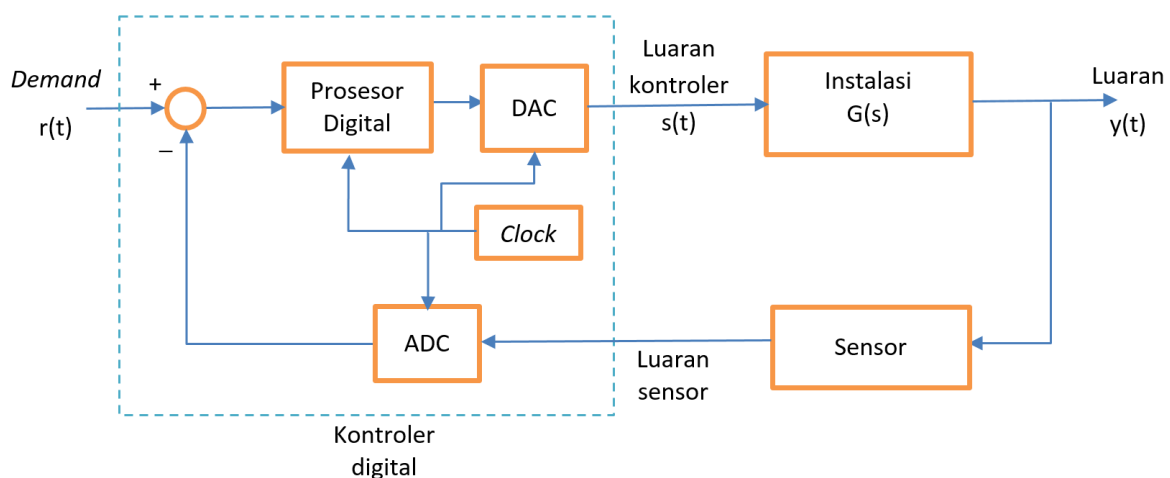 Demand
r(t)
+
–
Prosesor
Digital
DAC
Luaran
kontroler
s(t)
Instalasi
G(s)
Luaran
y(t)
Clock
ADC
Luaran
sensor
Sensor
Kontroler
digital